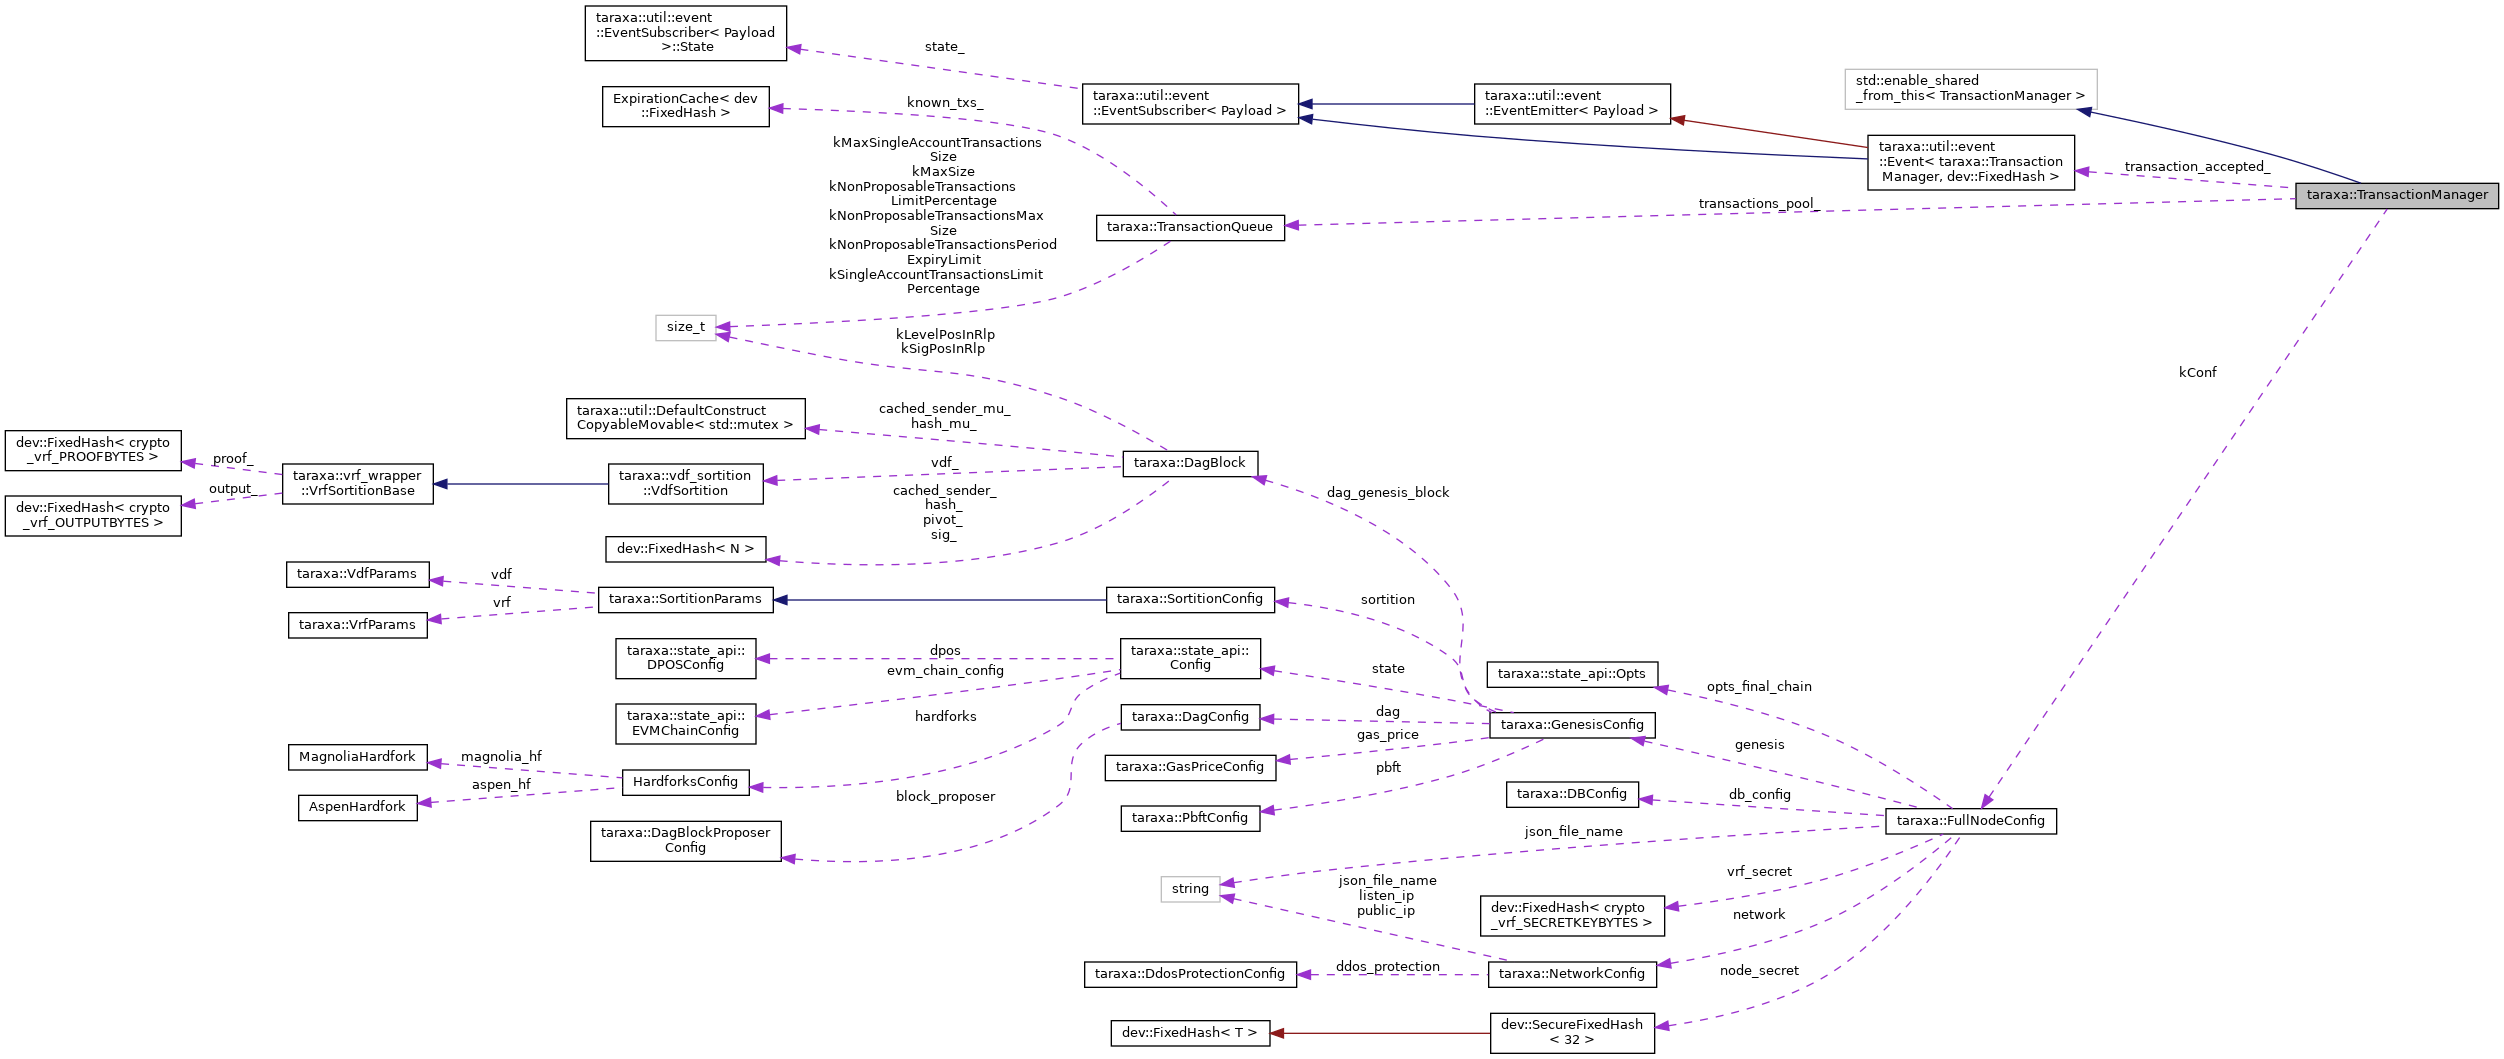 taraxa::util::event
::EventSubscriber< Payload
>::State
state_
ExpirationCache< dev
::FixedHash >
known_txs_
taraxa::util::event
::EventSubscriber< Payload >
taraxa::util::event
::EventEmitter< Payload >
std::enable_shared
_from_this< TransactionManager >
taraxa::util::event
::Event< taraxa::Transaction
Manager, dev::FixedHash >
transaction_accepted_
taraxa::TransactionManager
transactions_pool_
taraxa::TransactionQueue
kMaxSingleAccountTransactions
Size
kMaxSize
kNonProposableTransactions
LimitPercentage
kNonProposableTransactionsMax
Size
kNonProposableTransactionsPeriod
ExpiryLimit
kSingleAccountTransactionsLimit
Percentage
size_t
kLevelPosInRlp
kSigPosInRlp
kConf
taraxa::util::DefaultConstruct
CopyableMovable< std::mutex >
cached_sender_mu_
hash_mu_
dev::FixedHash< crypto
_vrf_PROOFBYTES >
proof_
output_
dev::FixedHash< crypto
_vrf_OUTPUTBYTES >
taraxa::vrf_wrapper
::VrfSortitionBase
taraxa::vdf_sortition
::VdfSortition
vdf_
taraxa::DagBlock
cached_sender_
hash_
pivot_
sig_
dag_genesis_block
dev::FixedHash< N >
taraxa::VdfParams
vdf
vrf
taraxa::VrfParams
taraxa::SortitionParams
taraxa::SortitionConfig
sortition
taraxa::state_api::
DPOSConfig
dpos
evm_chain_config
taraxa::state_api::
Config
state
taraxa::state_api::Opts
opts_final_chain
taraxa::state_api::
EVMChainConfig
hardforks
taraxa::DagConfig
dag
gas_price
taraxa::GenesisConfig
genesis
MagnoliaHardfork
magnolia_hf
aspen_hf
AspenHardfork
HardforksConfig
taraxa::GasPriceConfig
pbft
block_proposer
taraxa::PbftConfig
taraxa::DBConfig
db_config
taraxa::FullNodeConfig
taraxa::DagBlockProposer
Config
json_file_name
string
json_file_name
listen_ip
public_ip
vrf_secret
dev::FixedHash< crypto
_vrf_SECRETKEYBYTES >
network
taraxa::DdosProtectionConfig
ddos_protection
taraxa::NetworkConfig
node_secret
dev::FixedHash< T >
dev::SecureFixedHash
< 32 >